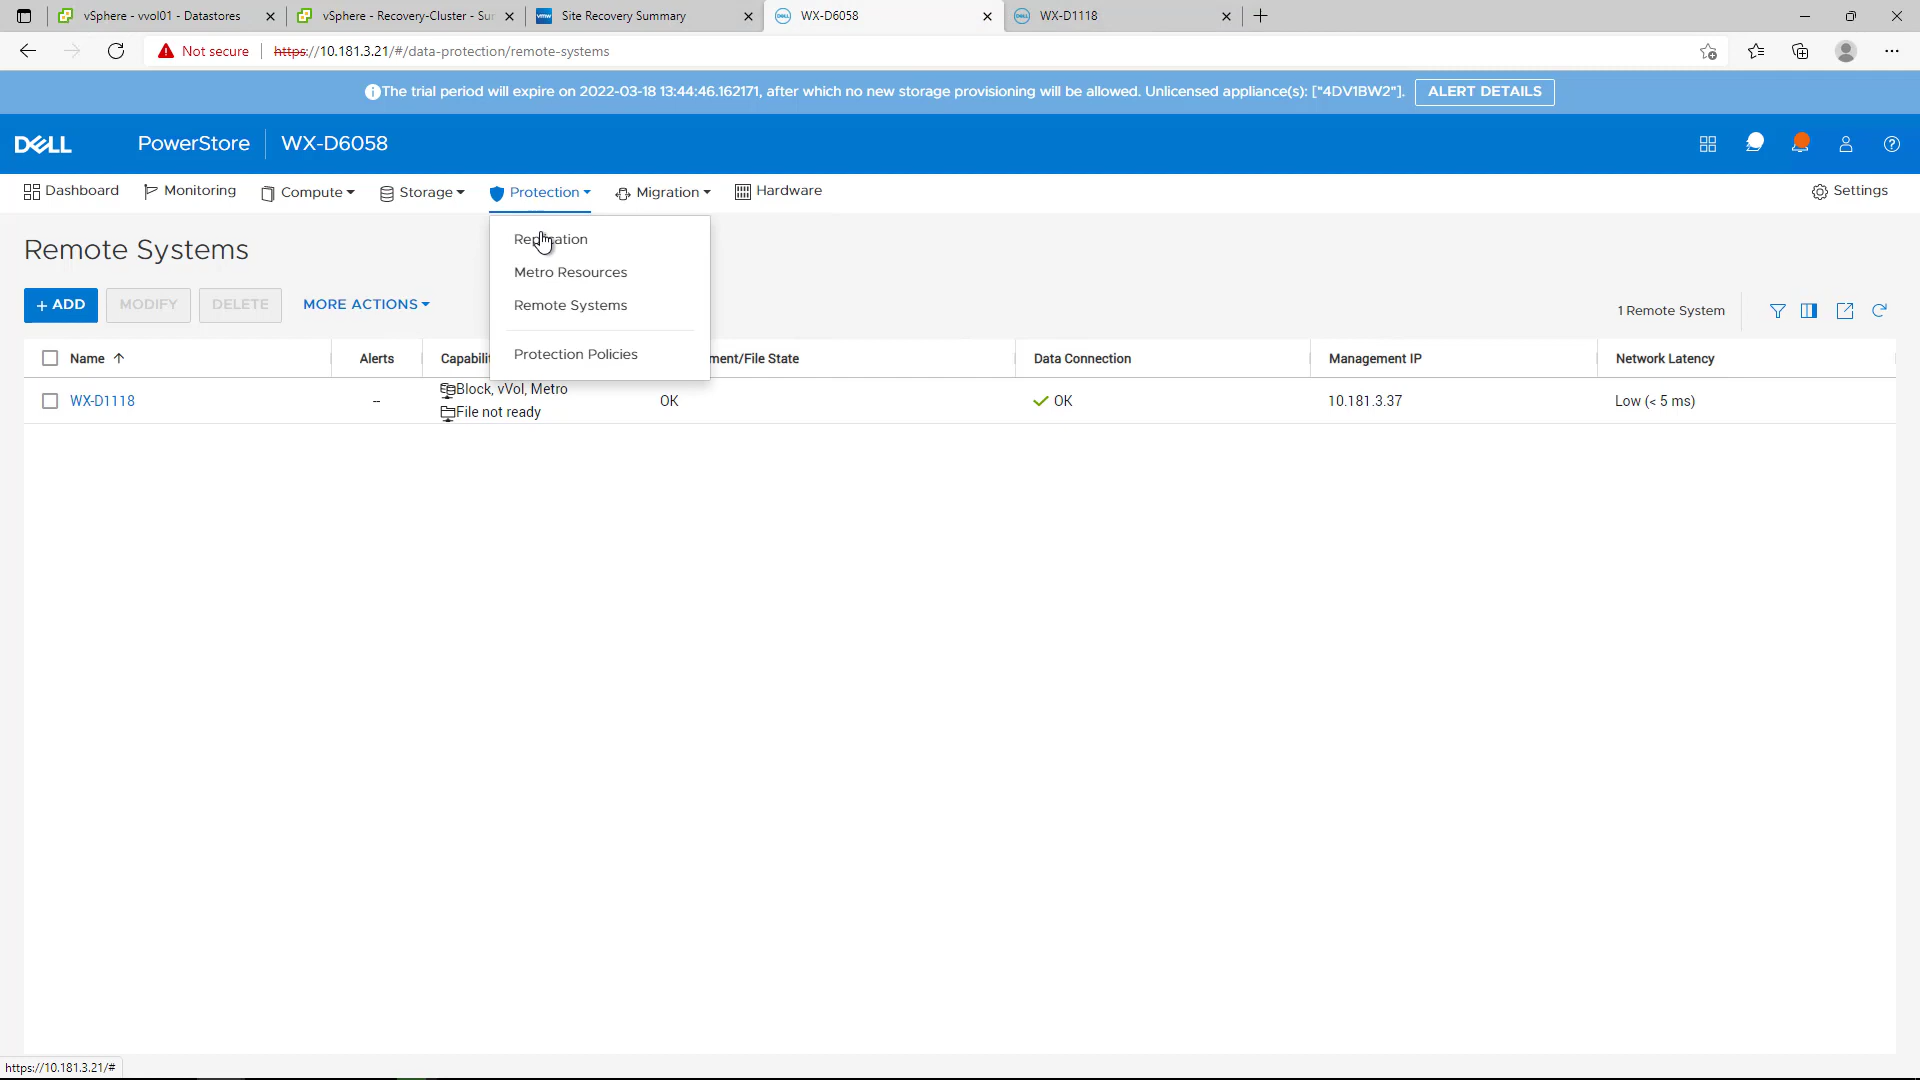 vSphere - vvol01 - Datastores
vSphere - Recovery-Cluster - Sur
vmw Site Recovery Summary
DELL WX-D6058
DELL WX-D1118
Not secure https://10.181.3.21/#/data-protection/remote-systems
The trial period will expire on 2022-03-18 13:44:46.162171, after which no new storage provisioning will be allowed. Unlicensed appliance(s): ["4DV1BW2"]. ALERT DETAILS
DELL PowerStore WX-D6058
Dashboard Monitoring Compute Storage Protection Migration Hardware Settings
Replication
Metro Resources
Remote Systems
Protection Policies
Remote Systems
+ ADD MODIFY DELETE MORE ACTIONS 1 Remote System
Name Alerts Capabilit ment/File State Data Connection Management IP Network Latency
WX-D1118 -- Block, vVol, Metro OK OK 10.181.3.37 Low (< 5 ms)
File not ready
https://10.181.3.21/#